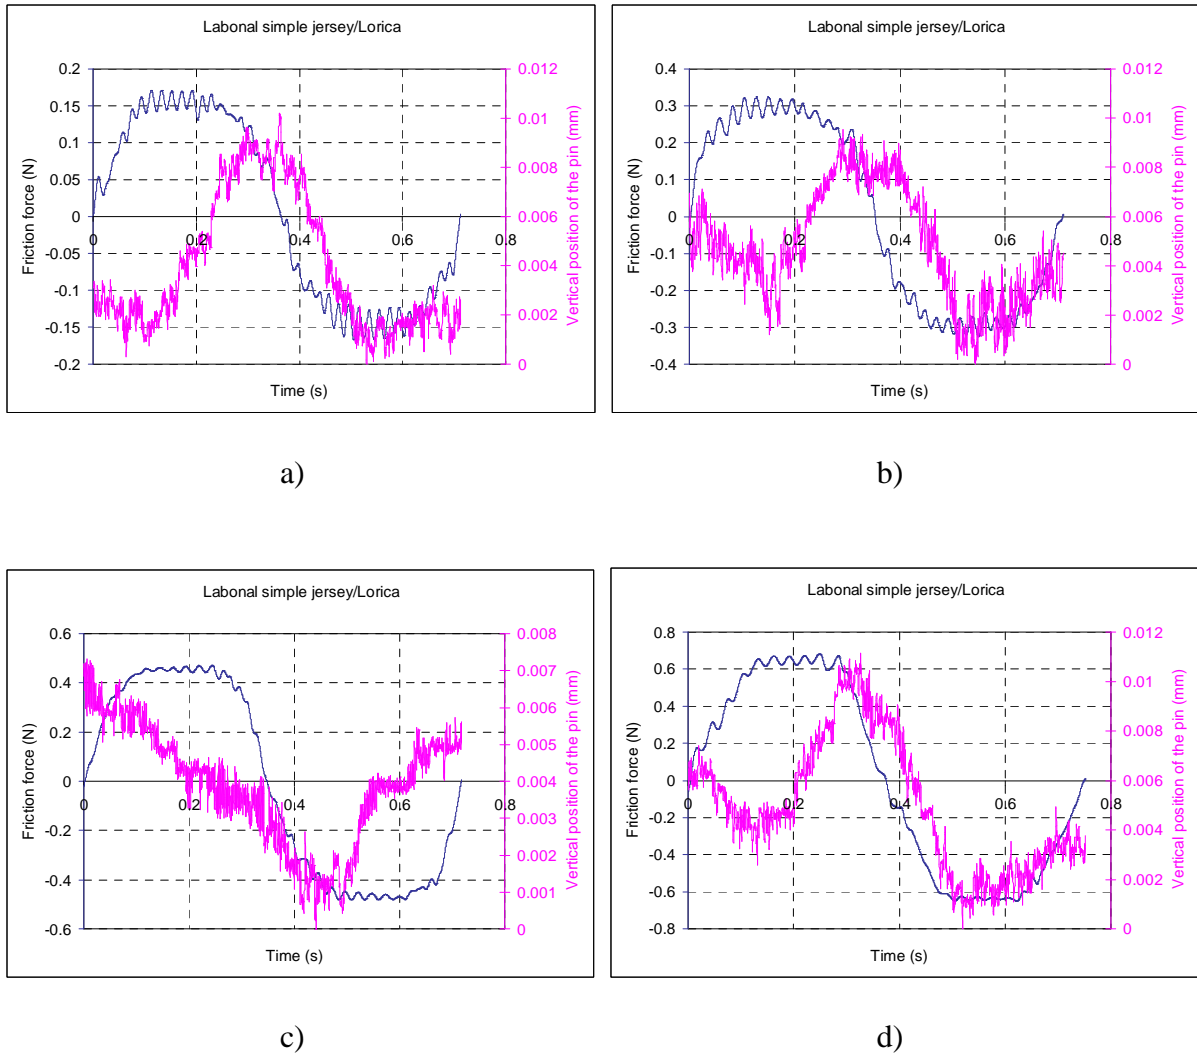 Labonal simple jersey/Lorica
0.2
0.15
0.1
0.05
0
-0.05
-0.1
-0.15
-0.2
0 0.2 0.4 0.6 0.8
Time (s)
Friction force (N)
0.012
0.010
0.008
0.006
0.004
0.002
0
Vertical position of the pin (mm)
a)
Labonal simple jersey/Lorica
0.4
0.3
0.2
0.1
0
-0.1
-0.2
-0.3
-0.4
0 0.2 0.4 0.6 0.8
Time (s)
Friction force (N)
0.012
0.010
0.008
0.006
0.004
0.002
0
Vertical position of the pin (mm)
b)
Labonal simple jersey/Lorica
0.6
0.4
0.2
0
-0.2
-0.4
-0.6
0 0.2 0.4 0.6 0.8
Time (s)
Friction force (N)
0.008
0.007
0.006
0.005
0.004
0.003
0.002
0.001
0
Vertical position of the pin (mm)
c)
Labonal simple jersey/Lorica
0.8
0.6
0.4
0.2
0
-0.2
-0.4
-0.6
-0.8
0 0.2 0.4 0.6 0.8
Time (s)
Friction force (N)
0.012
0.010
0.008
0.006
0.004
0.002
0
Vertical position of the pin (mm)
d)